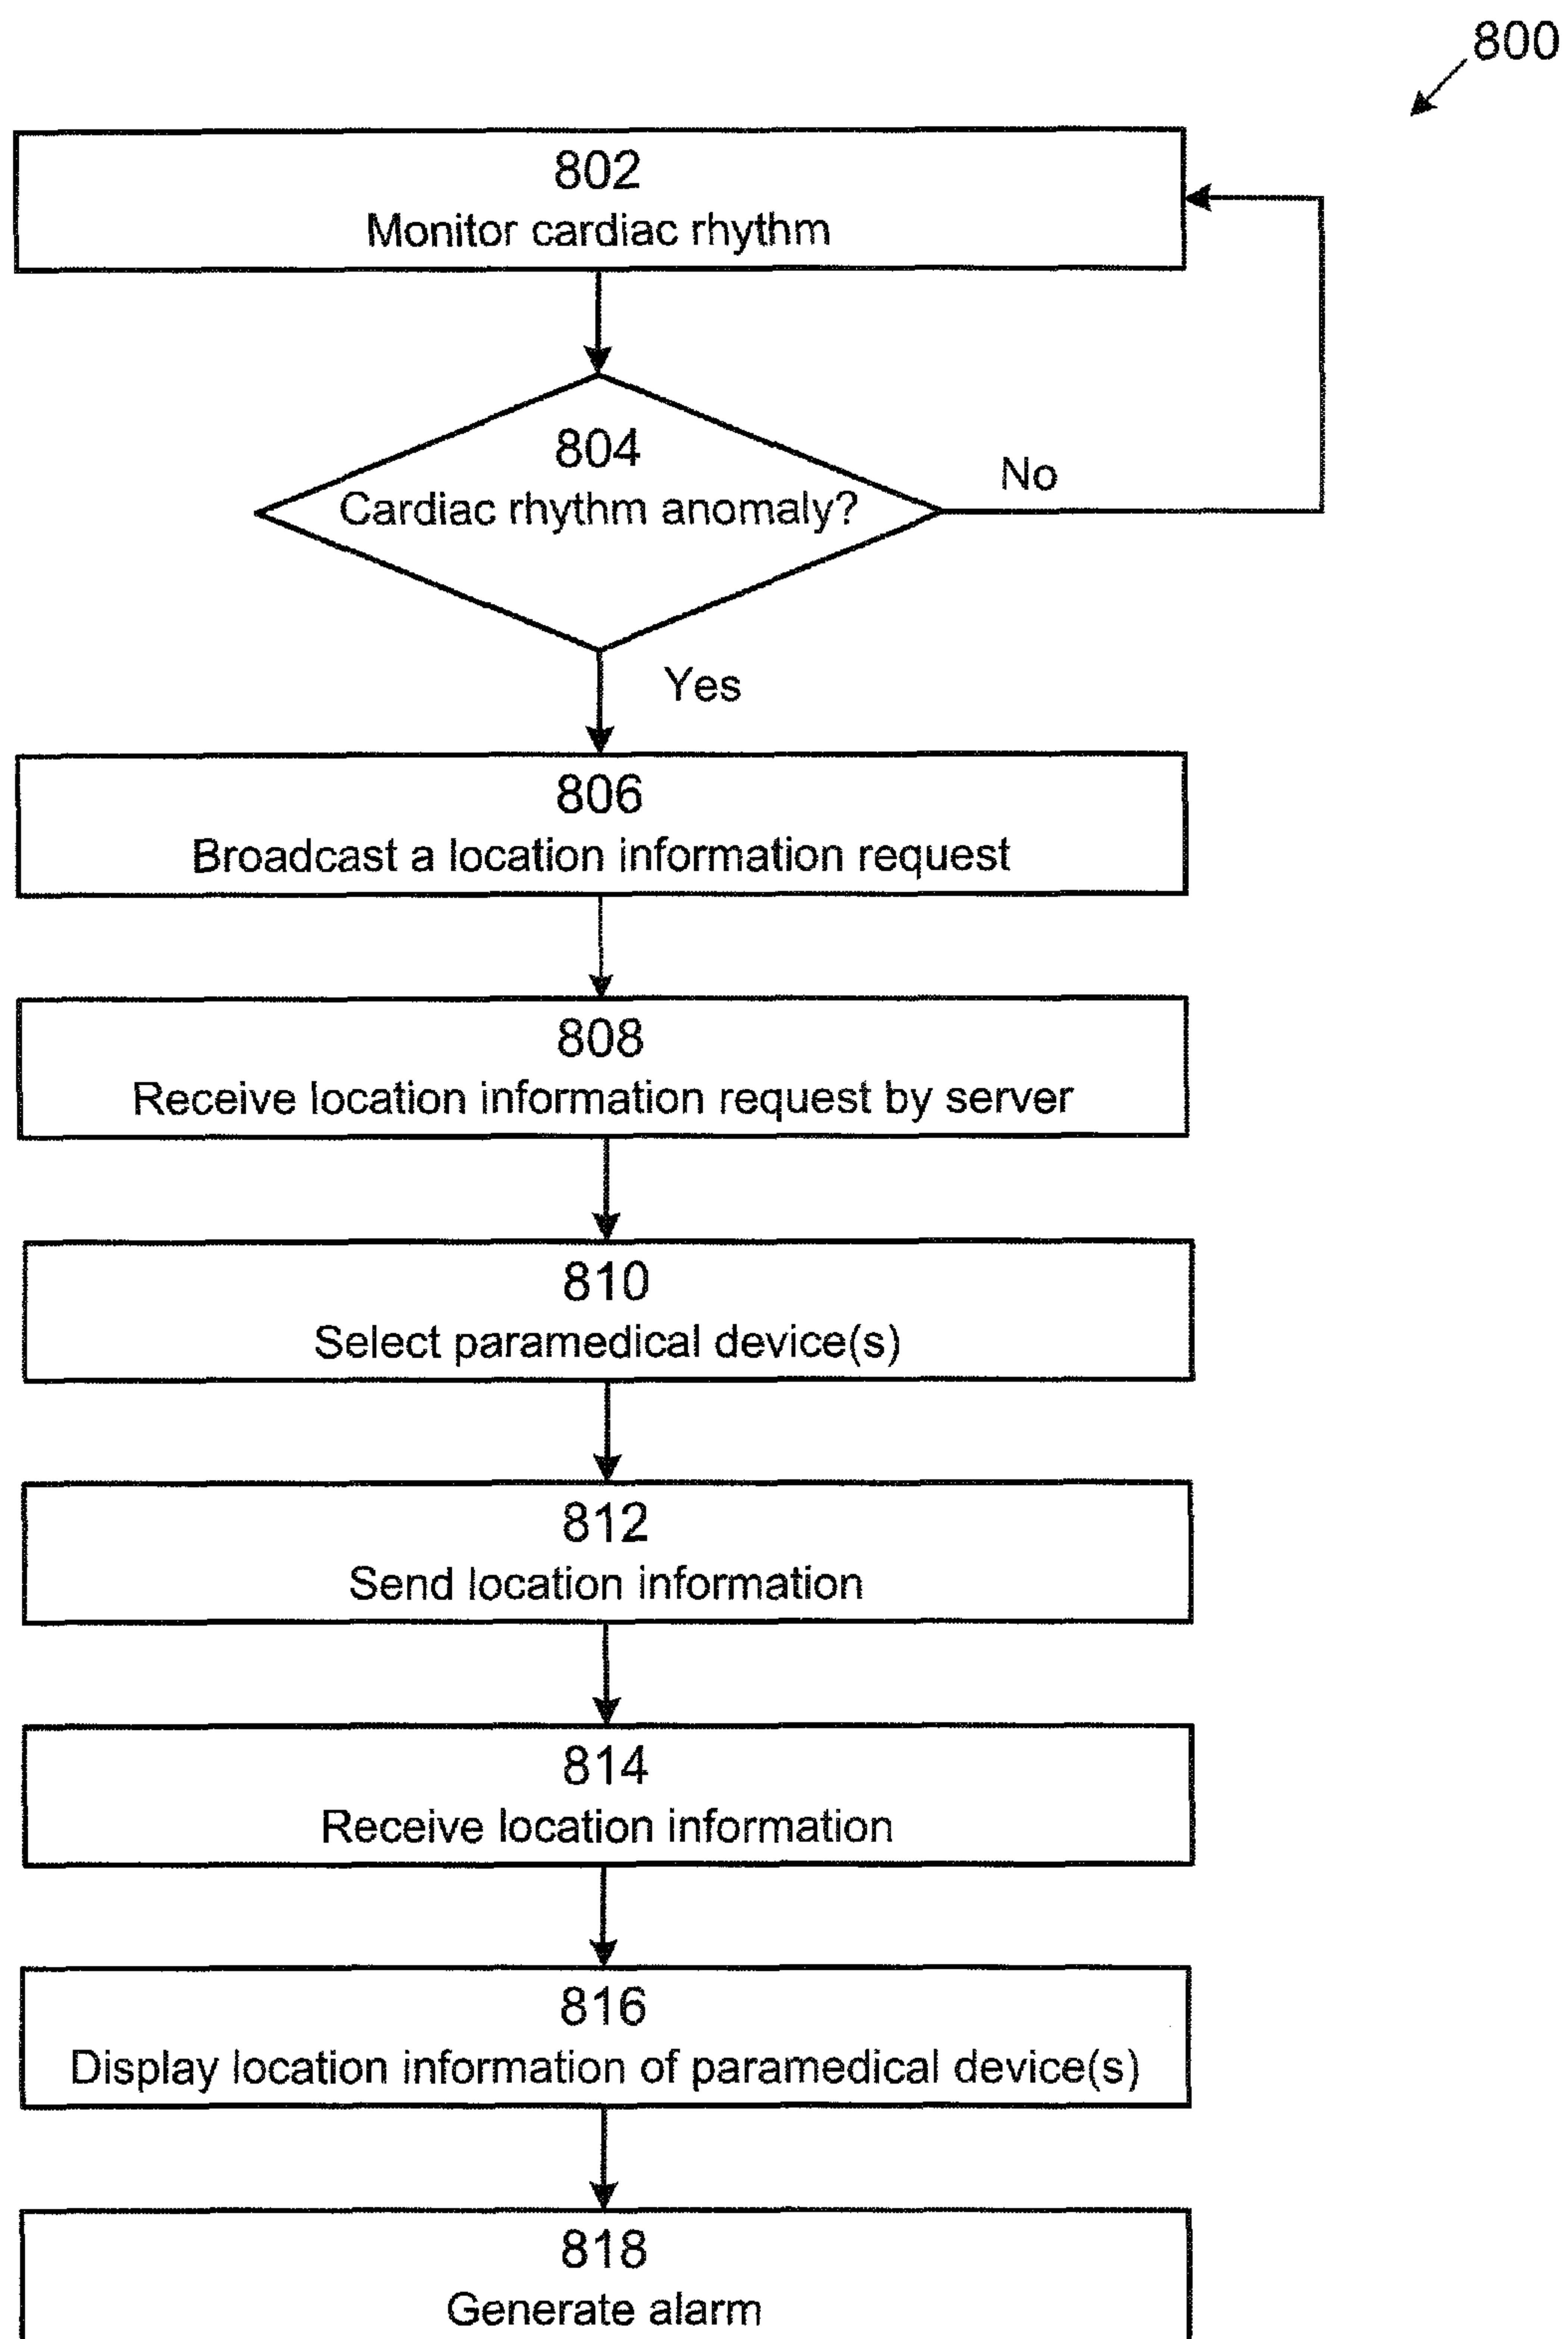 800
802
Monitor cardiac rhythm
804
Cardiac rhythm anomaly?
No
Yes
806
Broadcast a location information request
808
Receive location information request by server
810
Select paramedical device(s)
812
Send location information
814
Receive location information
816
Display location information of paramedical device(s)
818
Generate alarm